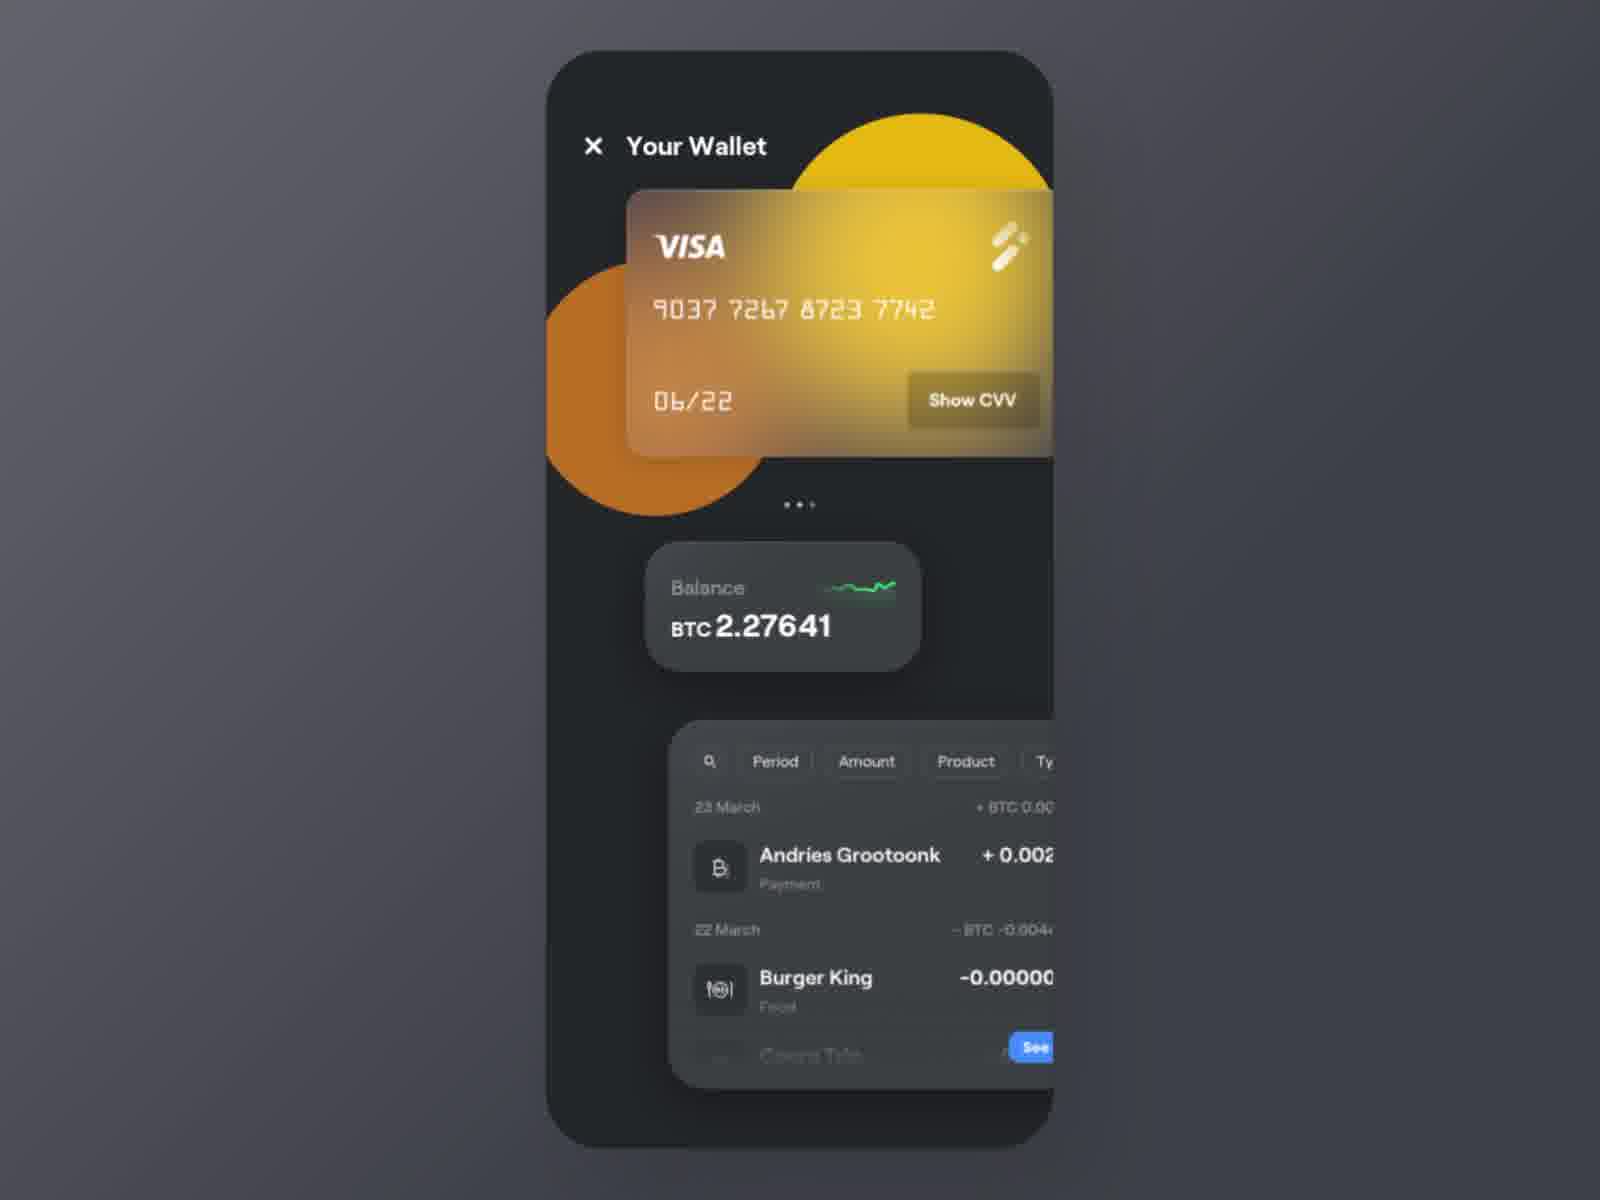 Your Wallet
VISA
9037 7267 8723 7742
06/22
Show CVV
Balance
BTC 2.27641
Period Amount Product Ty
23 March + BTC 0.00
Andries Grootoonk + 0.002
Payment
22 March - BTC -0.004
Burger King -0.00000
Food
See